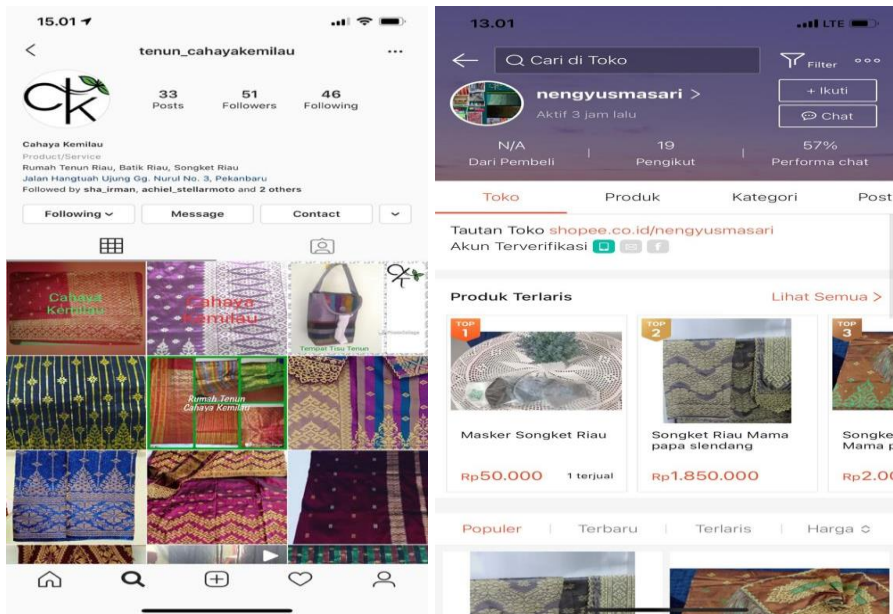 15.01
tenun_cahayakemilau
CK
33 51 46
Posts Followers Following
Cahaya Kemilau
Product/Service
Rumah Tenun Riau, Batik Riau, Songket Riau
Jalan Hangtuah Ujung Gg. Nurul No. 3, Pekanbaru
Followed by sha_irman, achiel_stellarmoto and 2 others
Following Message Contact
Cahaya
Kemilau
Cahaya
Kemilau
Tempat Tisu Tenun
Rumah Tenun
Cahaya Kemilau
13.01
LTE
Cari di Toko
Filter
nengyusmasari >
Aktif 3 jam lalu
+ Ikuti
Chat
N/A 19 57%
Dari Pembeli Pengikut Performa chat
Toko Produk Kategori Post
Tautan Toko shopee.co.id/nengyusmasari
Akun Terverifikasi
Produk Terlaris Lihat Semua >
TOP 1
TOP 2
TOP 3
Masker Songket Riau
Rp50.000 1 terjual
Songket Riau Mama
papa slendang
Rp1.850.000
Songke
Mama p
Rp2.00
Populer Terbaru Terlaris Harga